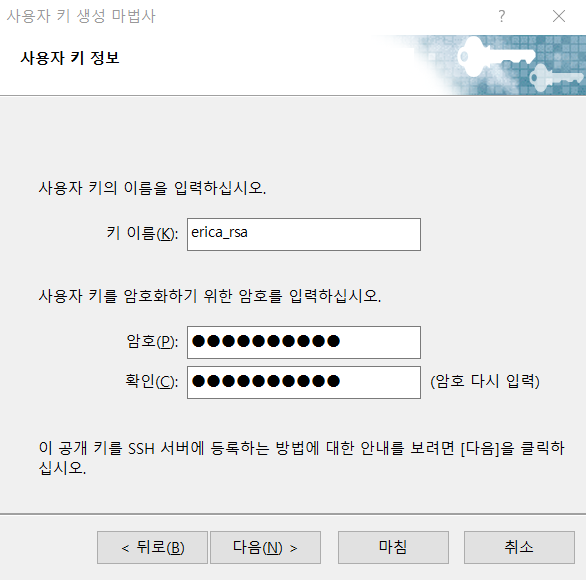 사용자 키 생성 마법사
?
사용자 키 정보
사용자 키의 이름을 입력하십시오.
키 이름(K): erica_rsa
사용자 키를 암호화하기 위한 암호를 입력하십시오.
암호(P): ●●●●●●●●●●
확인(C): ●●●●●●●●●● (암호 다시 입력)
이 공개 키를 SSH 서버에 등록하는 방법에 대한 안내를 보려면 [다음]을 클릭하
십시오.
< 뒤로(B) 다음(N) > 마침 취소